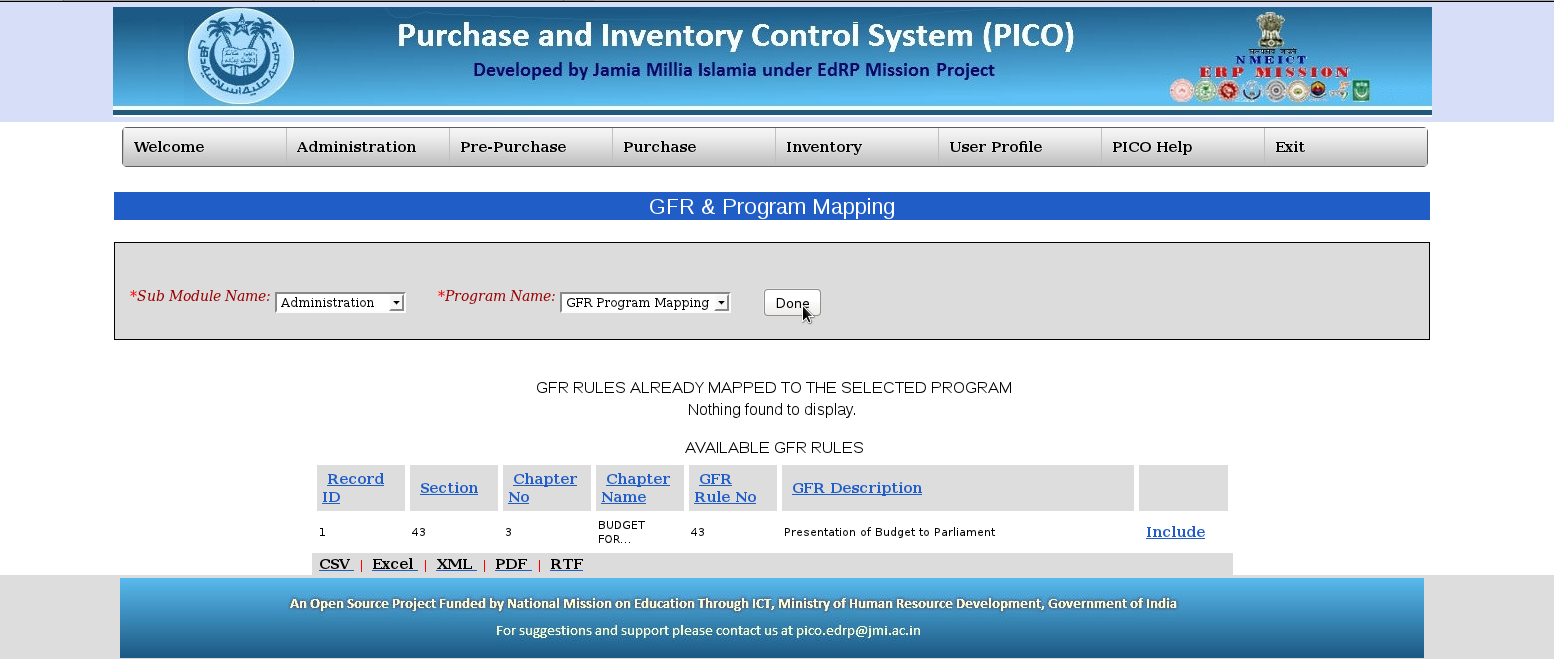 Purchase and Inventory Control System (PICO)
Developed by Jamia Millia Islamia under EdRP Mission Project
सत्यमेव जयते
NMEICT
ERP MISSION
Welcome Administration Pre-Purchase Purchase Inventory User Profile PICO Help Exit
GFR & Program Mapping
*Sub Module Name: Administration *Program Name: GFR Program Mapping Done
GFR RULES ALREADY MAPPED TO THE SELECTED PROGRAM
Nothing found to display.
AVAILABLE GFR RULES
Record ID Section Chapter No Chapter Name GFR Rule No GFR Description
1 43 3 BUDGET FOR... 43 Presentation of Budget to Parliament Include
CSV | Excel | XML | PDF | RTF
An Open Source Project Funded by National Mission on Education Through ICT, Ministry of Human Resource Development, Government of India
For suggestions and support please contact us at pico.edrp@jmi.ac.in